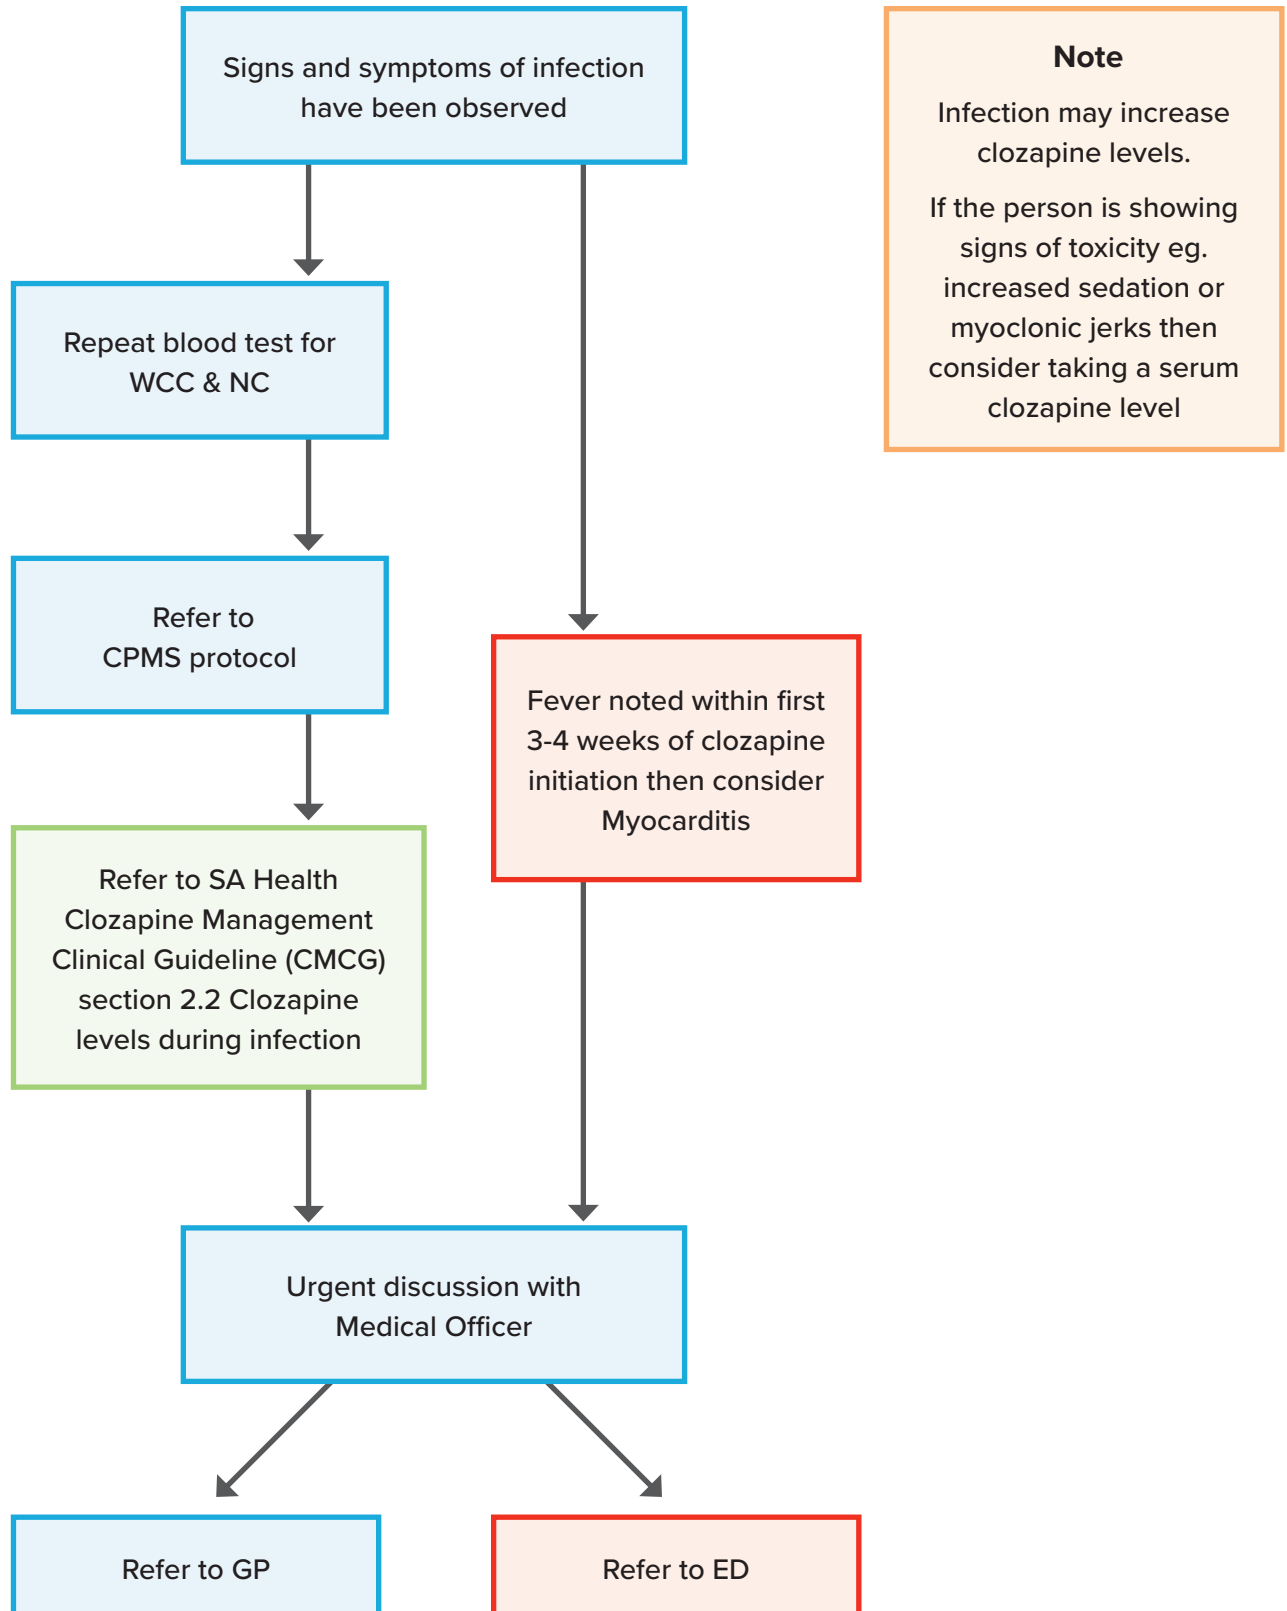 Signs and symptoms of infection
have been observed
Note
Infection may increase
clozapine levels.
If the person is showing
signs of toxicity eg.
increased sedation or
myoclonic jerks then
consider taking a serum
clozapine level
Repeat blood test for
WCC & NC
Refer to
CPMS protocol
Fever noted within first
3-4 weeks of clozapine
initiation then consider
Myocarditis
Refer to SA Health
Clozapine Management
Clinical Guideline (CMCG)
section 2.2 Clozapine
levels during infection
Urgent discussion with
Medical Officer
Refer to GP
Refer to ED